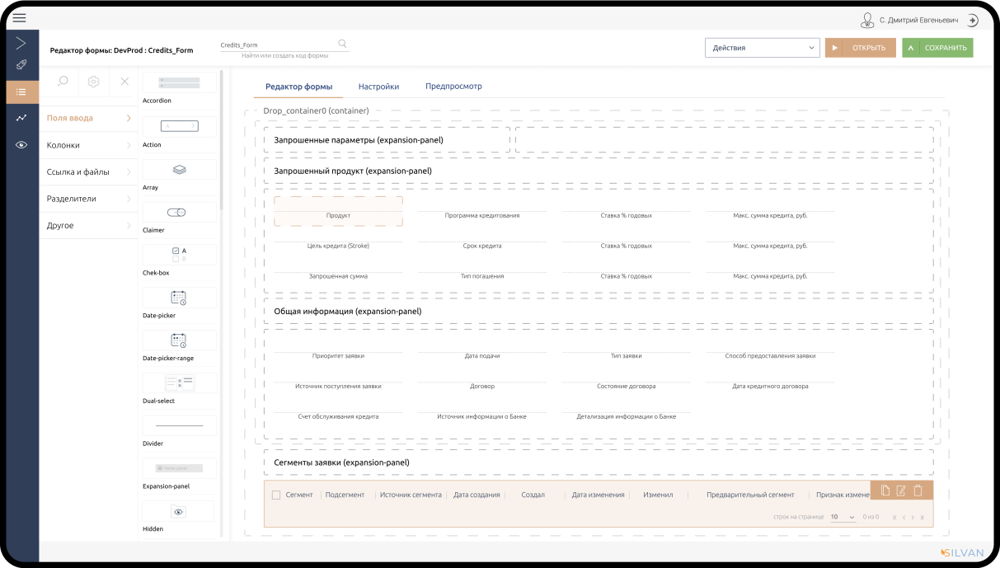 С. Дмитрий Евгеньевич
Редактор формы: DevProd : Credits_Form
Credits_Form
Найти или создать код формы
Действия
ОТКРЫТЬ
СОХРАНИТЬ
Поля ввода
Колонки
Ссылка и файлы
Разделители
Другое
Accordion
A
Action
Array
Claimer
A
B
Chek-box
Date-picker
Date-picker-range
Dual-select
Divider
Expansion-panel
Hidden
Редактор формы Настройки Предпросмотр
Drop_container0 (container)
Запрошенные параметры (expansion-panel)
Запрошенный продукт (expansion-panel)
Продукт Программа кредитования Ставка % годовых Макс. сумма кредита, руб.
Цель кредита (Stroke) Срок кредита Ставка % годовых Макс. сумма кредита, руб.
Запрошенная сумма Тип погашения Ставка % годовых Макс. сумма кредита, руб.
Общая информация (expansion-panel)
Приоритет заявки Дата подачи Тип заявки Способ предоставления заявки
Источник поступления заявки Договор Состояние договора Дата кредитного договора
Счет обслуживания кредита Источник информации о Банке Детализация информации о Банке
Сегменты заявки (expansion-panel)
Сегмент Подсегмент Источник сегмента Дата создания Создал Дата изменения Изменил Предварительный сегмент Признак измене
строк на странице 10 0 из 0
SILVAN